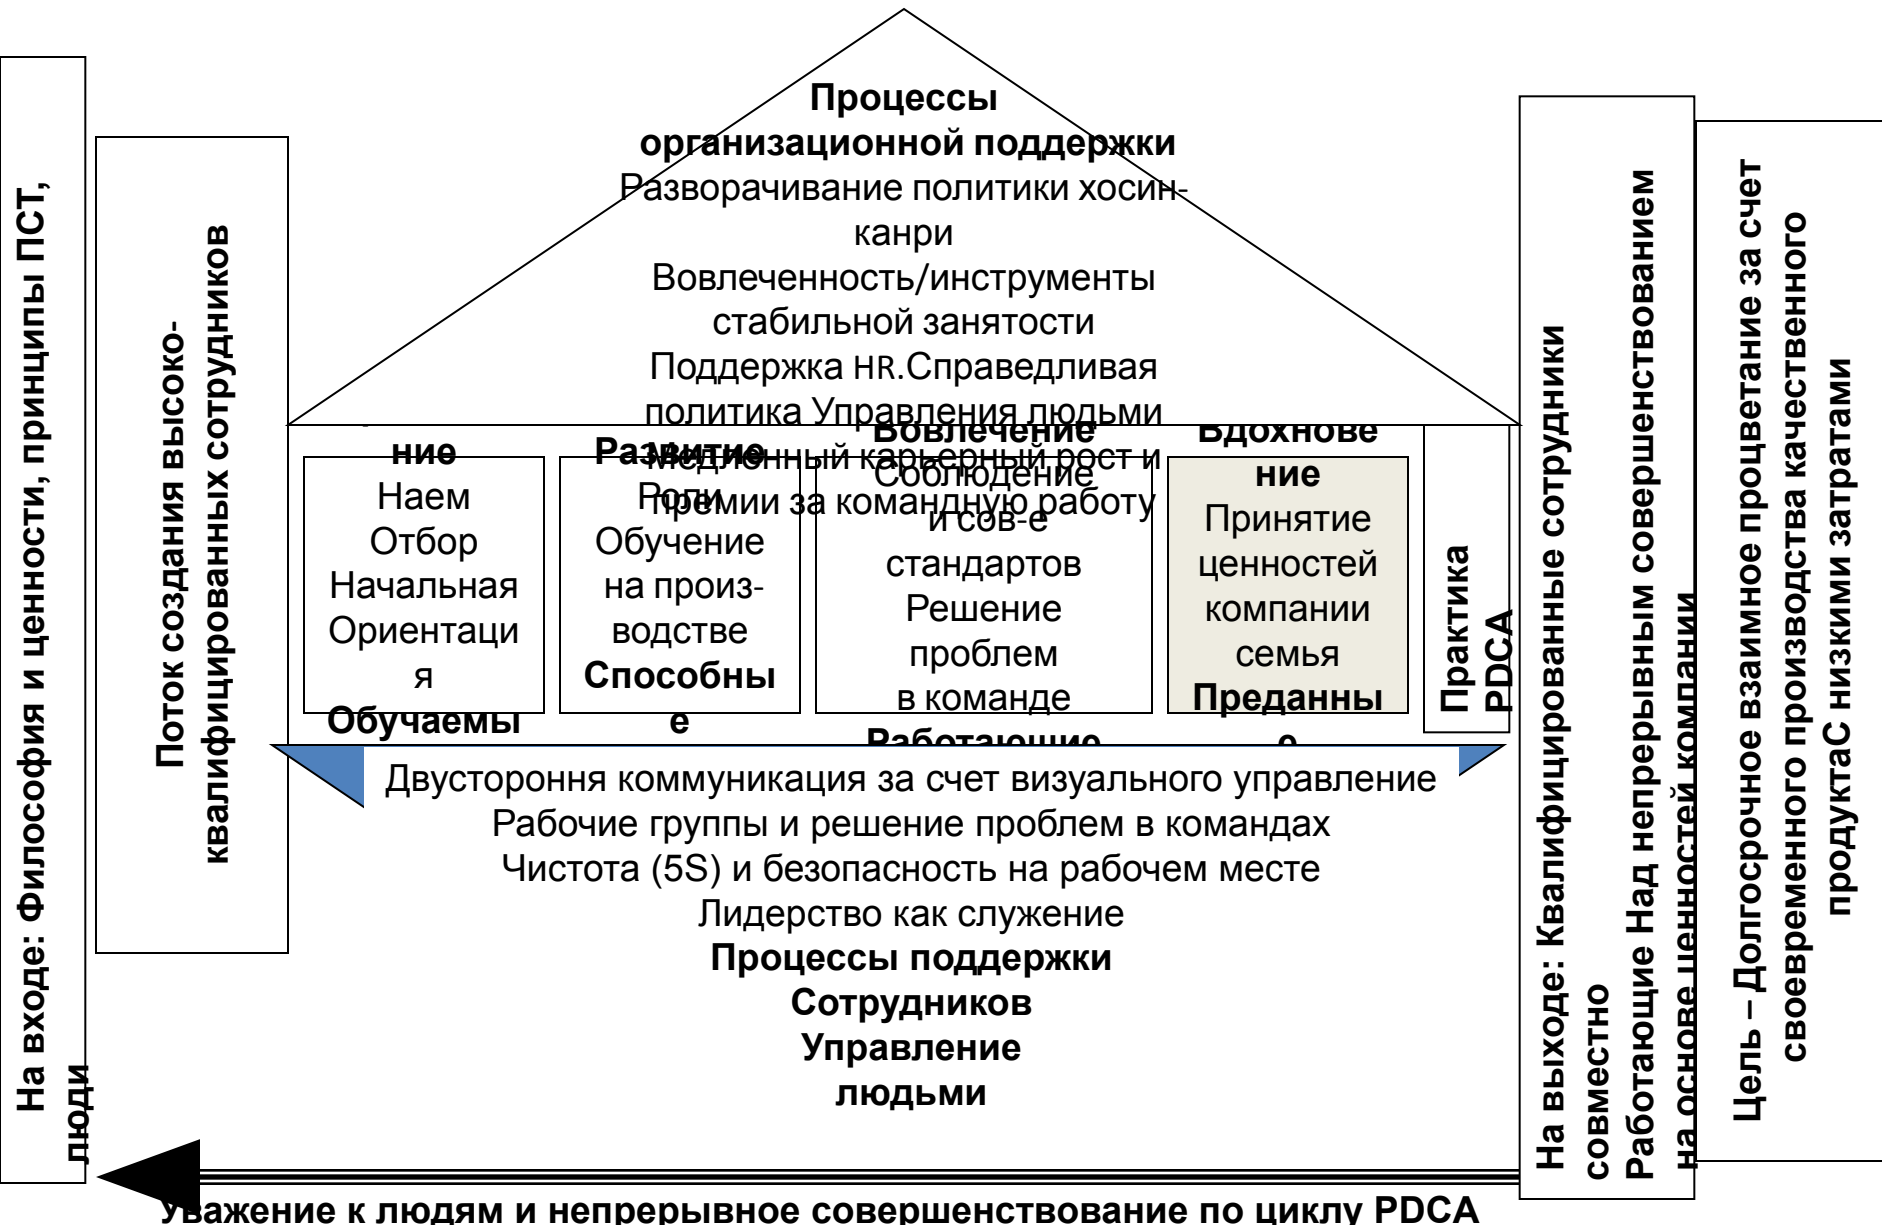 На входе: Философия и ценности, принципы ПСТ,
люди
Поток создания высоко-
квалифицированных сотрудников
Процессы
организационной поддержки
Разворачивание политики хосин-
канри
Вовлеченность/инструменты
стабильной занятости
Поддержка HR.Справедливая
политика Управления людьми
Медленный карьерный рост и
премии за командную работу
ние
Наем
Отбор
Начальная
Ориентаци
я
Обучаемы
Развитие
Роли
Обучение
на произ-
водстве
Способны
е
Вовлечение
Соблюдение
и сов-е
стандартов
Решение
проблем
в команде
Работающие
Вдохнове
ние
Принятие
ценностей
компании
семья
Преданны
е
Практика
PDCA
Двустороння коммуникация за счет визуального управление
Рабочие группы и решение проблем в командах
Чистота (5S) и безопасность на рабочем месте
Лидерство как служение
Процессы поддержки
Сотрудников
Управление
людьми
На выходе: Квалифицированные сотрудники
совместно
Работающие Над непрерывным совершенствованием
на основе ценностей компании
Цель – Долгосрочное взаимное процветание за счет
своевременного производства качественного
продуктаС низкими затратами
Уважение к людям и непрерывное совершенствование по циклу PDCA